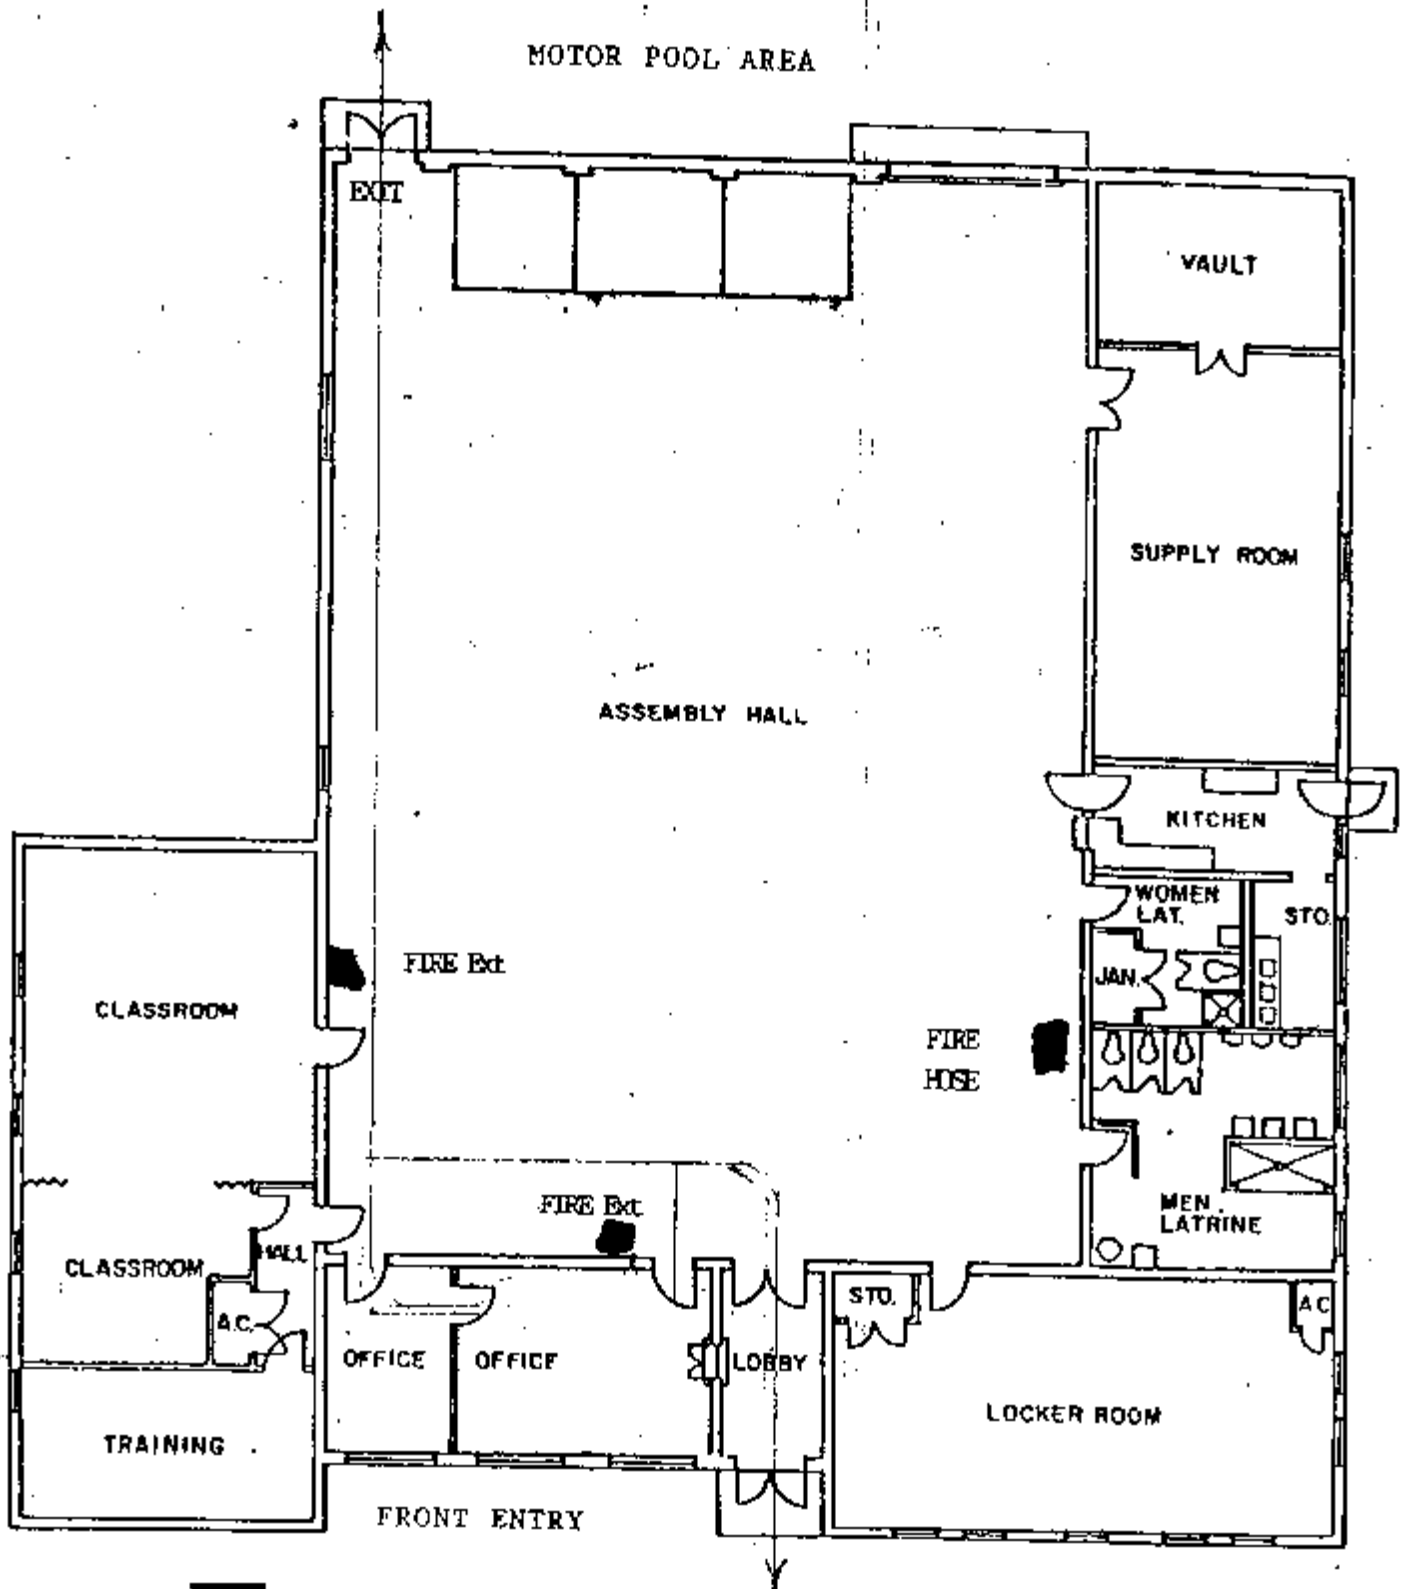 MOTOR POOL AREA
EXIT
VAULT
SUPPLY ROOM
ASSEMBLY HALL
KITCHEN
WOMEN
LAT.
STO.
FIRE Ext
JAN.
CLASSROOM
FIRE
HOSE
FIRE Ext
MEN
LATRINE
HALL
CLASSROOM
STO.
A.C
A.C.
OFFICE
OFFICE
LOBBY
LOCKER ROOM
TRAINING
FRONT ENTRY